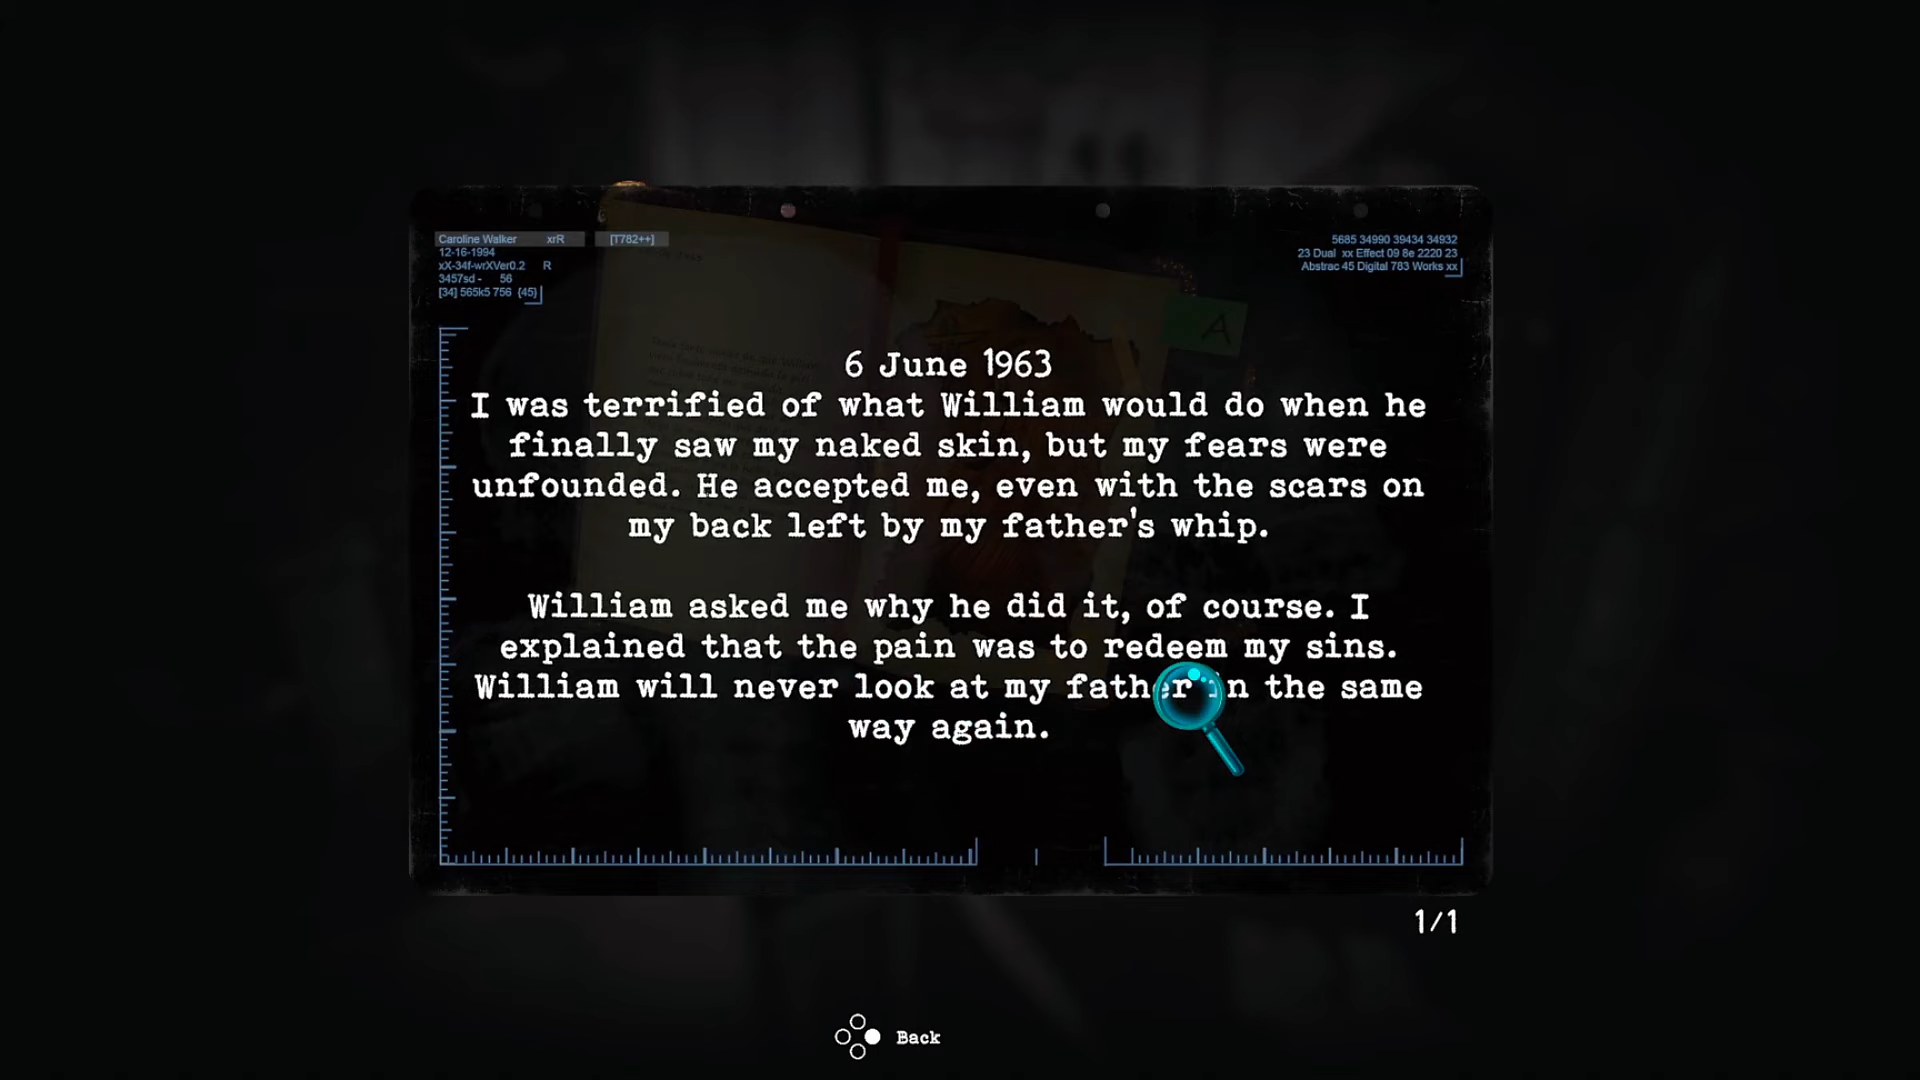 Caroline Walker xrR [T782++]
12-16-1994
xX-34f-wrXVer0.2 R
3457sd - 56
[34] 565k5 756 {45}
5685 34990 39434 34932
23 Dual xx Effect 09 8e 2220 23
Abstrac 45 Digital 783 Works xx
A
6 June 1963
I was terrified of what William would do when he
finally saw my naked skin, but my fears were
unfounded. He accepted me, even with the scars on
my back left by my father's whip.
William asked me why he did it, of course. I
explained that the pain was to redeem my sins.
William will never look at my father in the same
way again.
1/1
Back